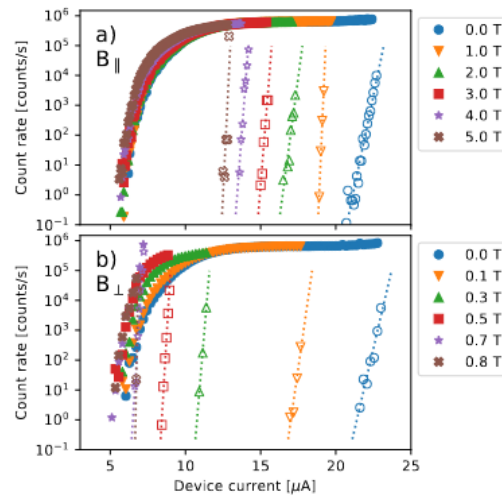 a)
B∥
Count rate [counts/s]
10⁶
10⁵
10⁴
10³
10²
10¹
10⁰
10⁻¹
0.0 T
1.0 T
2.0 T
3.0 T
4.0 T
5.0 T
b)
B⊥
Count rate [counts/s]
10⁶
10⁵
10⁴
10³
10²
10¹
10⁰
10⁻¹
0.0 T
0.1 T
0.3 T
0.5 T
0.7 T
0.8 T
5 10 15 20 25
Device current [μA]